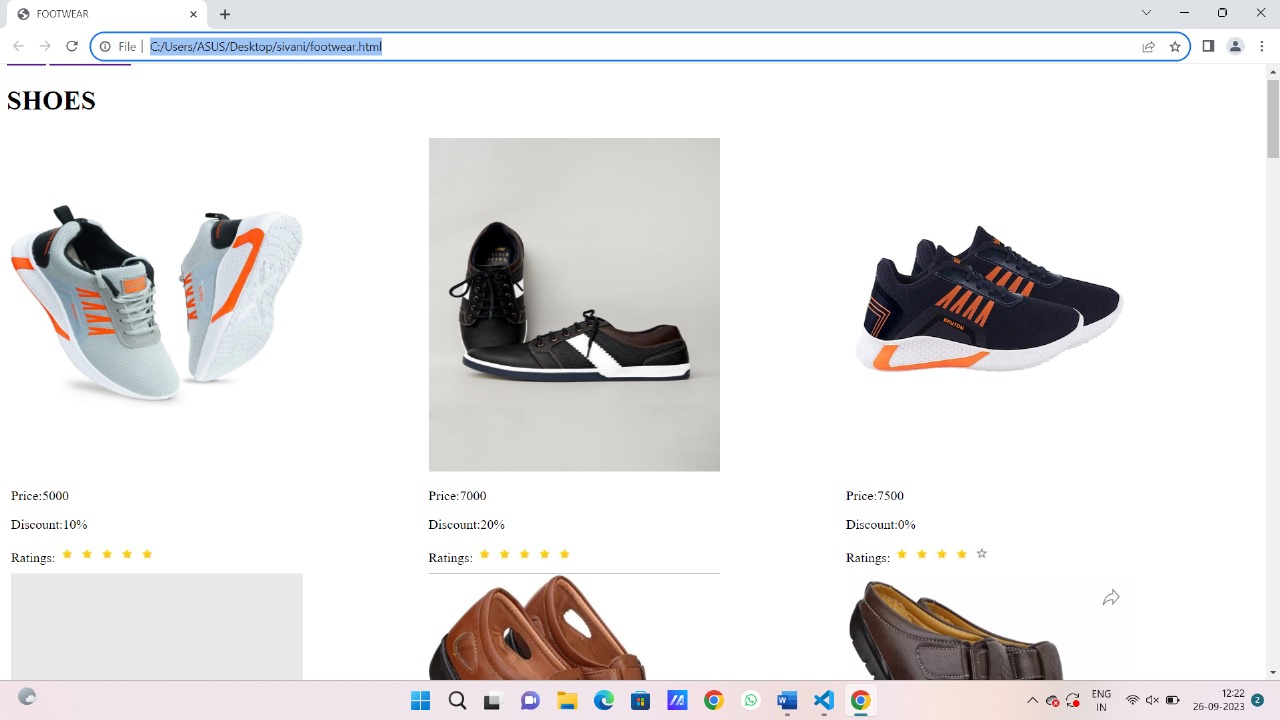 FOOTWEAR
File C:/Users/ASUS/Desktop/sivani/footwear.html
SHOES
BRUTON
Price:5000
Price:7000
Price:7500
Discount:10%
Discount:20%
Discount:0%
Ratings:
Ratings:
Ratings:
ENG
IN
12:22
26-09-2023
2